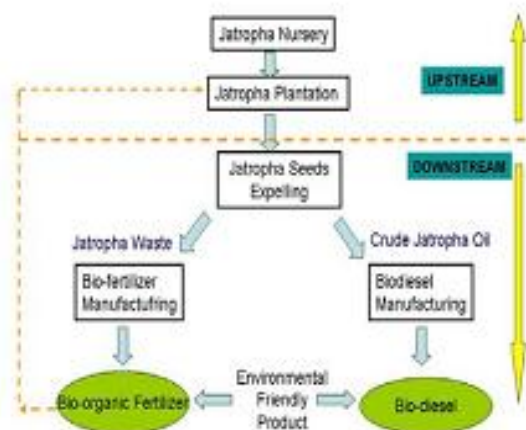 Jatropha Nursery
UPSTREAM
Jatropha Plantation
DOWNSTREAM
Jatropha Seeds
Expelling
Jatropha Waste
Crude Jatropha Oil
Bio-fertilizer
Manufactufring
Biodiesel
Manufacturing
Environmental
Friendly
Product
Bio-organic Fertilizer
Bio-diesel